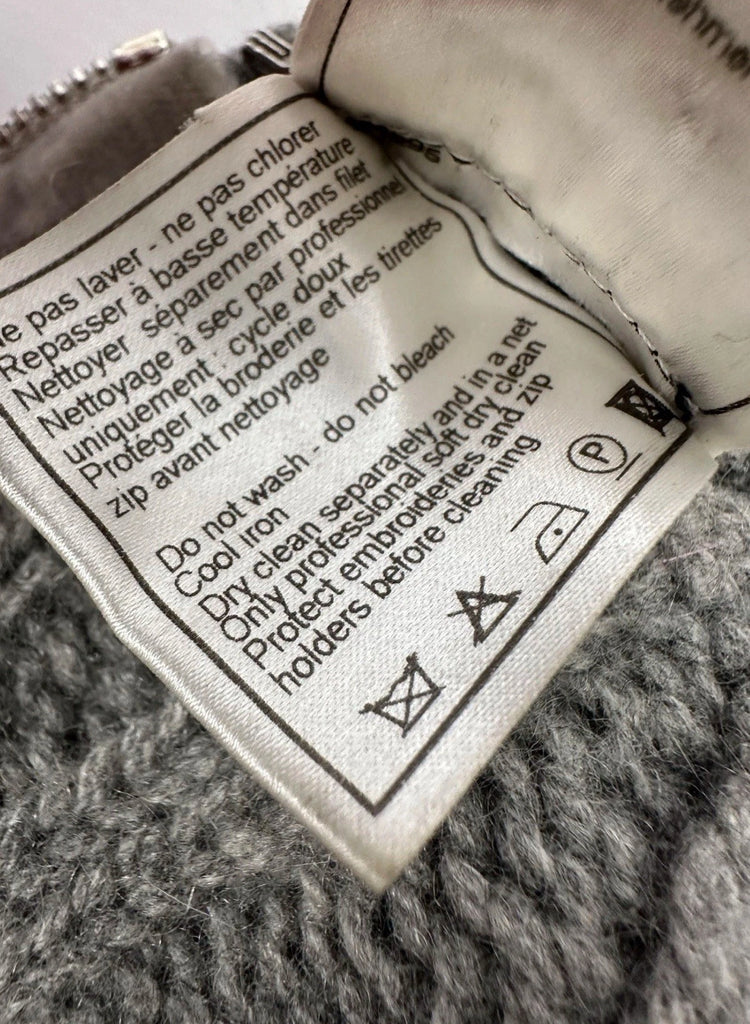 ne pas laver - ne pas chlorer
Repasser à basse température
Nettoyer séparement dans filet
Nettoyage à sec par professionnel
uniquement : cycle doux
Protéger la broderie et les tirettes
zip avant nettoyage
Do not wash - do not bleach
Cool iron
Dry clean separately and in a net
Only professional soft dry clean
Protect embroideries and zip
holders before cleaning
P